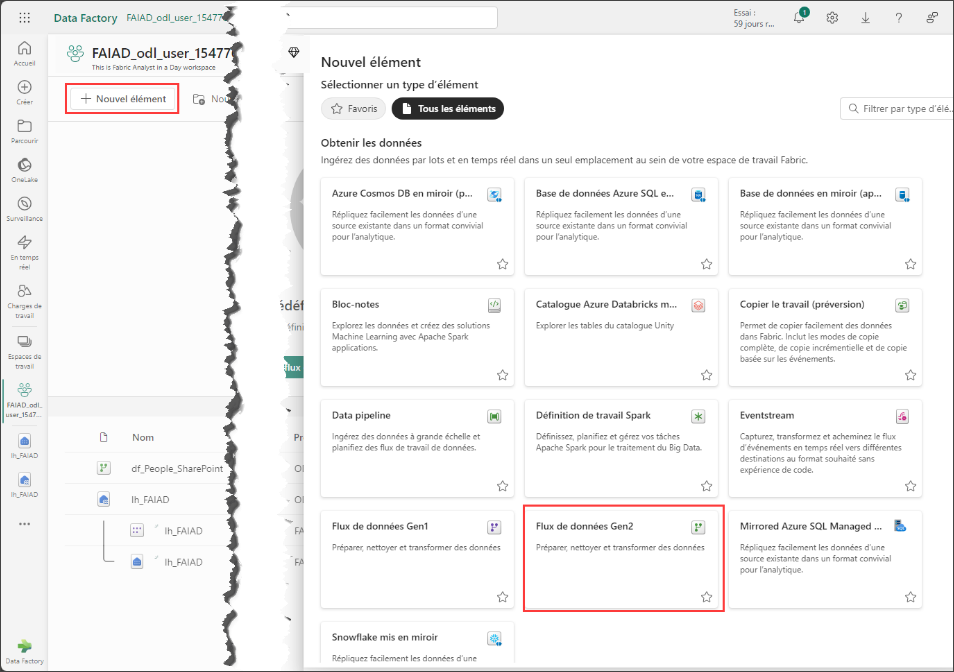 Data Factory FAIAD_odl_user_15477
Essai :
59 jours r...
1
Accueil
Créer
Parcourir
OneLake
Surveillance
En temps
réel
Charges de
travail
Espaces de
travail
FAIAD_odl_
user_1547...
lh_FAIAD
lh_FAIAD
Data Factory
FAIAD_odl_user_15477
This is Fabric Analyst in a Day workspace
Nouvel élément
Nou
Nom
df_People_SharePoint
lh_FAIAD
lh_FAIAD
lh_FAIAD
édéf
éfini
flux
Pr
Ol
Ol
FA
FA
Nouvel élément
Sélectionner un type d'élément
Favoris
Tous les éléments
Filtrer par type d'élé...
Obtenir les données
Ingérez des données par lots et en temps réel dans un seul emplacement au sein de votre espace de travail Fabric.
Azure Cosmos DB en miroir (p...
Répliquez facilement les données d'une
source existante dans un format convivial
pour l'analytique.
Base de données Azure SQL e...
Répliquez facilement les données d'une
source existante dans un format convivial
pour l'analytique.
Base de données en miroir (ap...
Répliquez facilement les données d'une
source existante dans un format convivial
pour l'analytique.
Bloc-notes
Explorez les données et créez des solutions
Machine Learning avec Apache Spark
applications.
Catalogue Azure Databricks m...
Explorer les tables du catalogue Unity
Copier le travail (préversion)
Permet de copier facilement des données
dans Fabric. Inclut les modes de copie
complète, de copie incrémentielle et de copie
basée sur les événements.
Data pipeline
Ingérez des données à grande échelle et
planifiez des flux de travail de données.
Définition de travail Spark
Définissez, planifiez et gérez vos tâches
Apache Spark pour le traitement du Big Data.
Eventstream
Capturez, transformez et acheminez le flux
d'événements en temps réel vers différentes
destinations au format souhaité sans
expérience de code.
Flux de données Gen1
Préparer, nettoyer et transformer des données
Flux de données Gen2
Préparer, nettoyer et transformer des données
Mirrored Azure SQL Managed ...
Répliquez facilement les données d'une
source existante dans un format convivial
pour l'analytique.
Snowflake mis en miroir
Répliquez facilement les données d'une